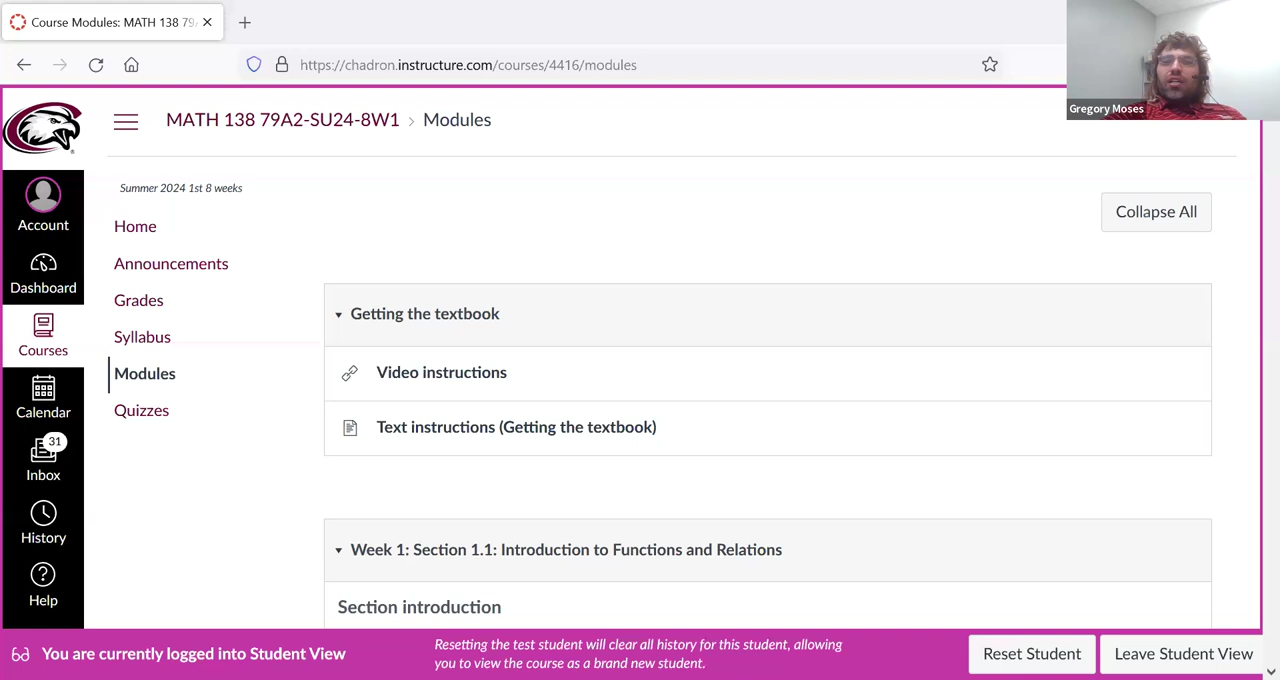 Course Modules: MATH 138 79
https://chadron.instructure.com/courses/4416/modules
Gregory Moses
MATH 138 79A2-SU24-8W1 > Modules
Summer 2024 1st 8 weeks
Collapse All
Account
Dashboard
Courses
Calendar
31
Inbox
History
Help
Home
Announcements
Grades
Syllabus
Modules
Quizzes
Getting the textbook
Video instructions
Text instructions (Getting the textbook)
Week 1: Section 1.1: Introduction to Functions and Relations
Section introduction
You are currently logged into Student View
Resetting the test student will clear all history for this student, allowing
you to view the course as a brand new student.
Reset Student
Leave Student View